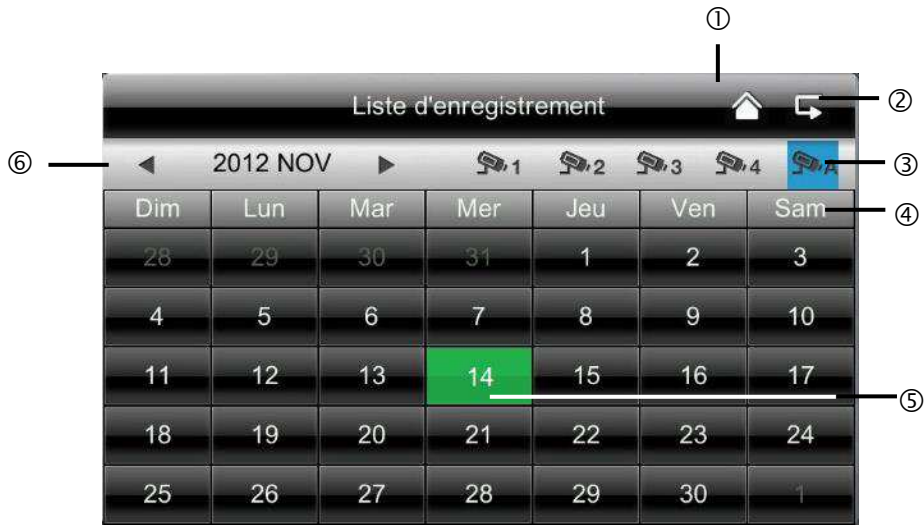 ①
Liste d'enregistrement ②
⑥ 2012 NOV 1 2 3 4 A ③
Dim Lun Mar Mer Jeu Ven Sam ④
28 29 30 31 1 2 3
4 5 6 7 8 9 10
11 12 13 14 15 16 17
⑤
18 19 20 21 22 23 24
25 26 27 28 29 30 1